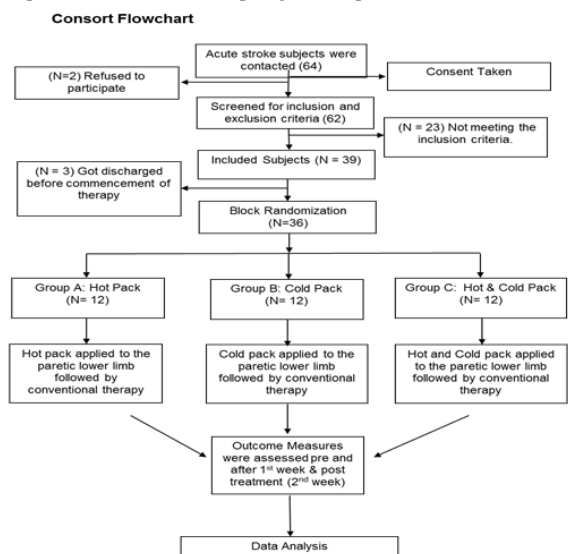 Consort Flowchart
Acute stroke subjects were
contacted (64)
(N=2) Refused to
participate
Consent Taken
Screened for inclusion and
exclusion criteria (62)
(N = 23) Not meeting the
inclusion criteria.
Included Subjects (N = 39)
(N = 3) Got discharged
before commencement of
therapy
Block Randomization
(N=36)
Group A: Hot Pack
(N= 12)
Group B: Cold Pack
(N= 12)
Group C: Hot & Cold Pack
(N= 12)
Hot pack applied to the
paretic lower limb
followed by
conventional therapy
Cold pack applied to the
paretic lower limb
followed by conventional
therapy
Hot and Cold pack applied
to the paretic lower limb
followed by conventional
therapy
Outcome Measures
were assessed pre and
after 1st week & post
treatment (2nd week)
Data Analysis